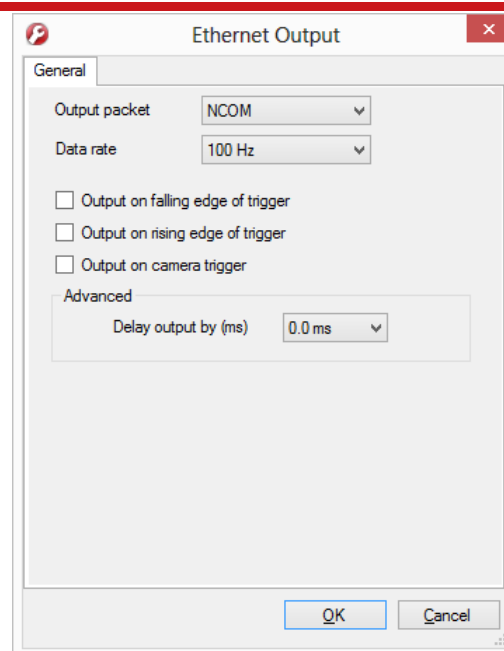 Ethernet Output
General
Output packet NCOM
Data rate 100 Hz
Output on falling edge of trigger
Output on rising edge of trigger
Output on camera trigger
Advanced
Delay output by (ms) 0.0 ms
OK Cancel